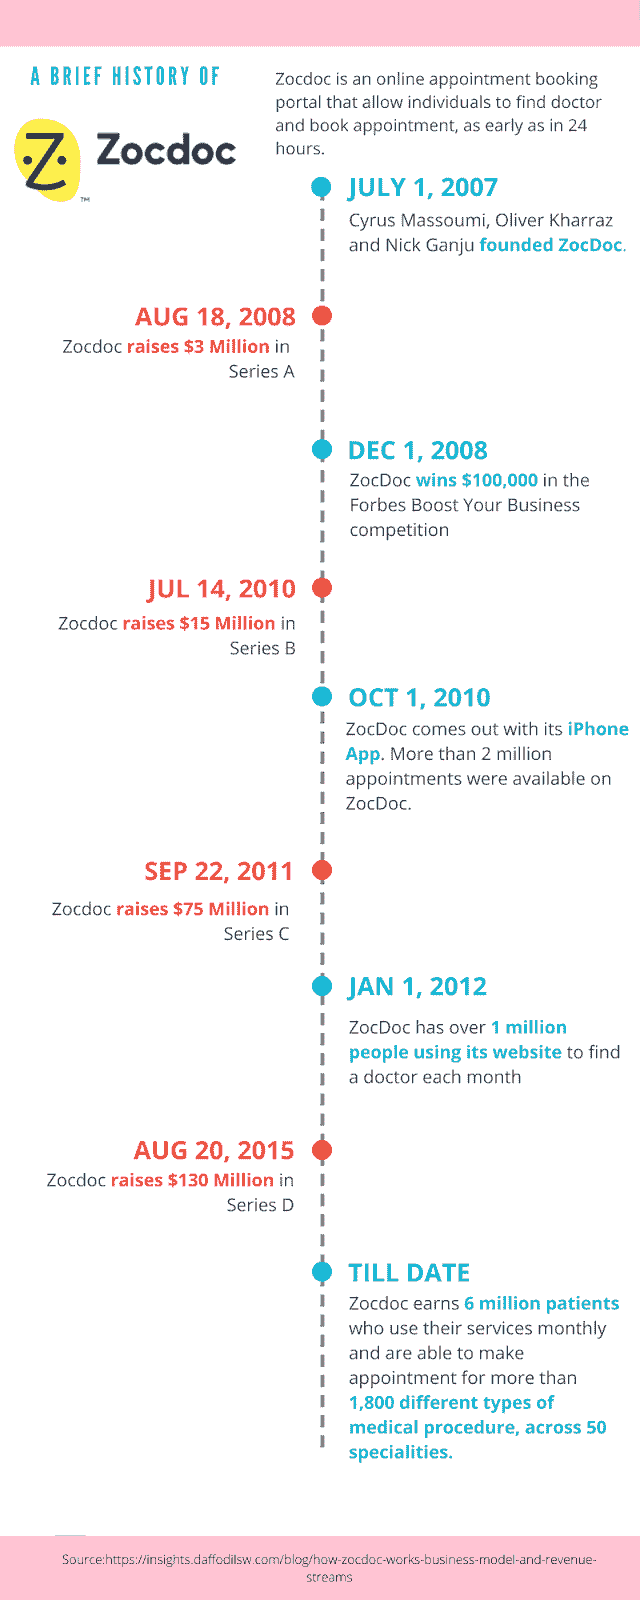 A BRIEF HISTORY OF
Zocdoc
TM
Zocdoc is an online appointment booking
portal that allow individuals to find doctor
and book appointment, as early as in 24
hours.
JULY 1, 2007
Cyrus Massoumi, Oliver Kharraz
and Nick Ganju founded ZocDoc.
AUG 18, 2008
Zocdoc raises $3 Million in
Series A
DEC 1, 2008
ZocDoc wins $100,000 in the
Forbes Boost Your Business
competition
JUL 14, 2010
Zocdoc raises $15 Million in
Series B
OCT 1, 2010
ZocDoc comes out with its iPhone
App. More than 2 million
appointments were available on
ZocDoc.
SEP 22, 2011
Zocdoc raises $75 Million in
Series C
JAN 1, 2012
ZocDoc has over 1 million
people using its website to find
a doctor each month
AUG 20, 2015
Zocdoc raises $130 Million in
Series D
TILL DATE
Zocdoc earns 6 million patients
who use their services monthly
and are able to make
appointment for more than
1,800 different types of
medical procedure, across 50
specialities.
Source:https://insights.daffodilsw.com/blog/how-zocdoc-works-business-model-and-revenue-
streams